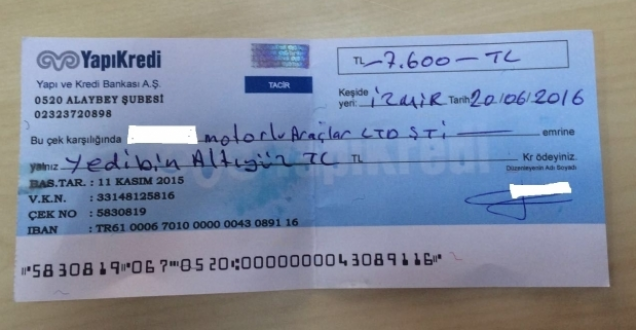 YapıKredi
TACİR
TL -7.600- TL
Yapı ve Kredi Bankası A.Ş.
0520 ALAYBEY ŞUBESİ
02323720898
Keşide yeri: İZMİR Tarih: 20/06/2016
Bu çek karşılığında motorlu Araçlar LTD ŞTİ emrine
yalnız Yedibin Altıyüz TC TL Kr ödeyiniz.
Düzenleyenin Adı Soyadı
BAS.TAR. : 11 KASIM 2015
V.K.N. : 33148125816
ÇEK NO : 5830819
IBAN : TR61 0006 7010 0000 0043 0891 16
5830819 067 0520 0000000043089116